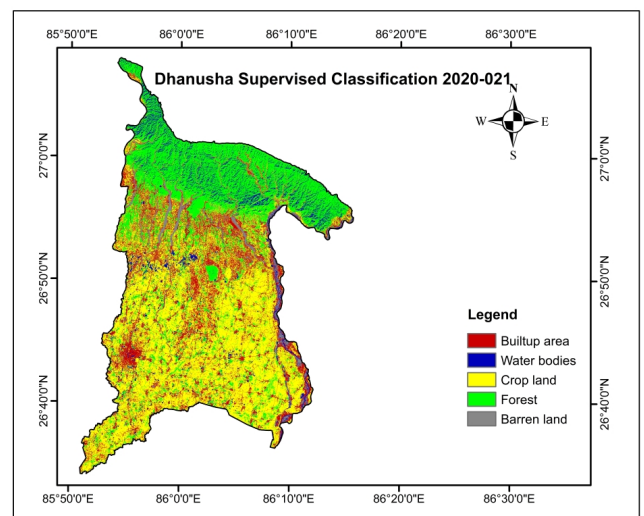 85°50'0"E 86°0'0"E 86°10'0"E 86°20'0"E 86°30'0"E
Dhanusha Supervised Classification 2020-021
N
W E
S
27°0'0"N 27°0'0"N
26°50'0"N 26°50'0"N
Legend
Builtup area
Water bodies
Crop land
Forest
Barren land
26°40'0"N 26°40'0"N
85°50'0"E 86°0'0"E 86°10'0"E 86°20'0"E 86°30'0"E